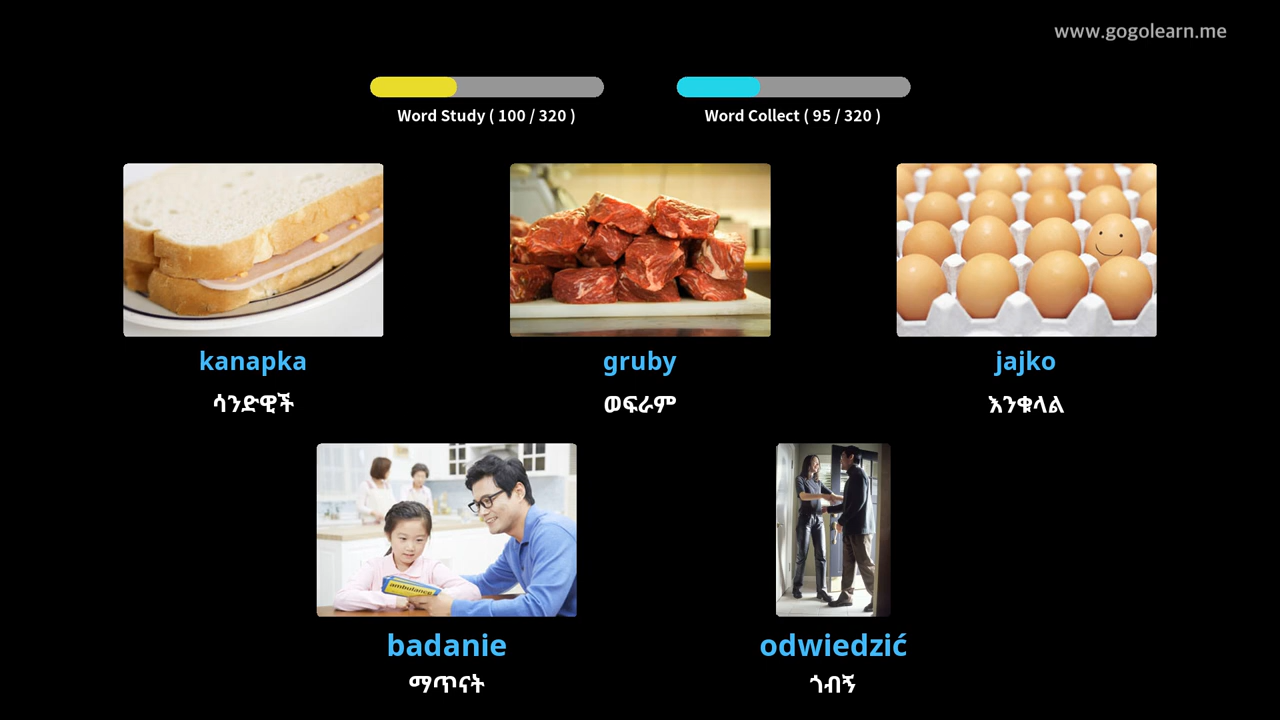 www.gogolearn.me
Word Study ( 100 / 320 )
Word Collect ( 95 / 320 )
kanapka
gruby
jajko
ሳንድዊች
ወፍራም
እንቁላል
ambulance
badanie
odwiedzić
ማጥናት
ጎብኝ